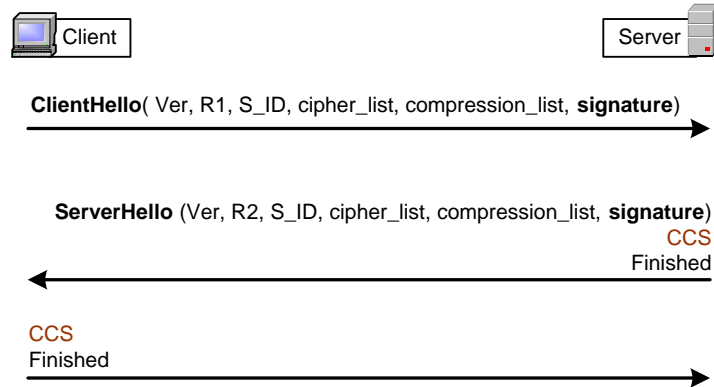 Client
Server
ClientHello( Ver, R1, S_ID, cipher_list, compression_list, signature)
ServerHello (Ver, R2, S_ID, cipher_list, compression_list, signature)
CCS
Finished
CCS
Finished